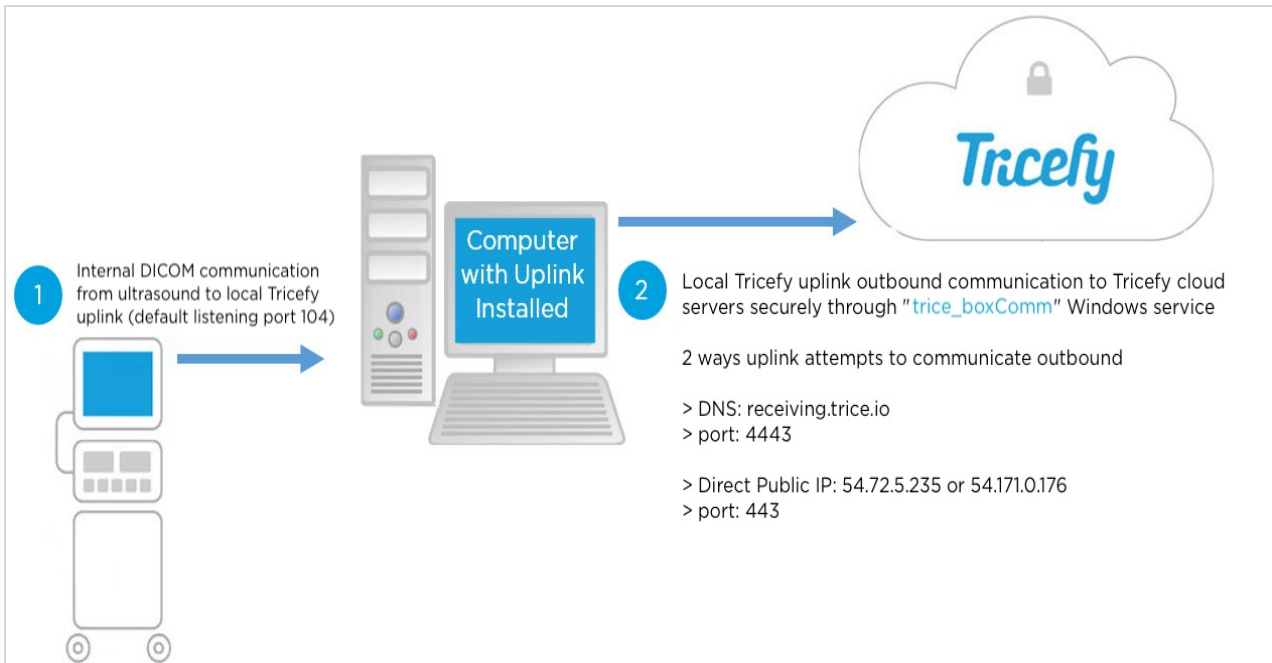 Tricefy
Computer
with Uplink
Installed
1
Internal DICOM communication
from ultrasound to local Tricefy
uplink (default listening port 104)
2
Local Tricefy uplink outbound communication to Tricefy cloud
servers securely through "trice_boxComm" Windows service
2 ways uplink attempts to communicate outbound
> DNS: receiving.trice.io
> port: 4443
> Direct Public IP: 54.72.5.235 or 54.171.0.176
> port: 443